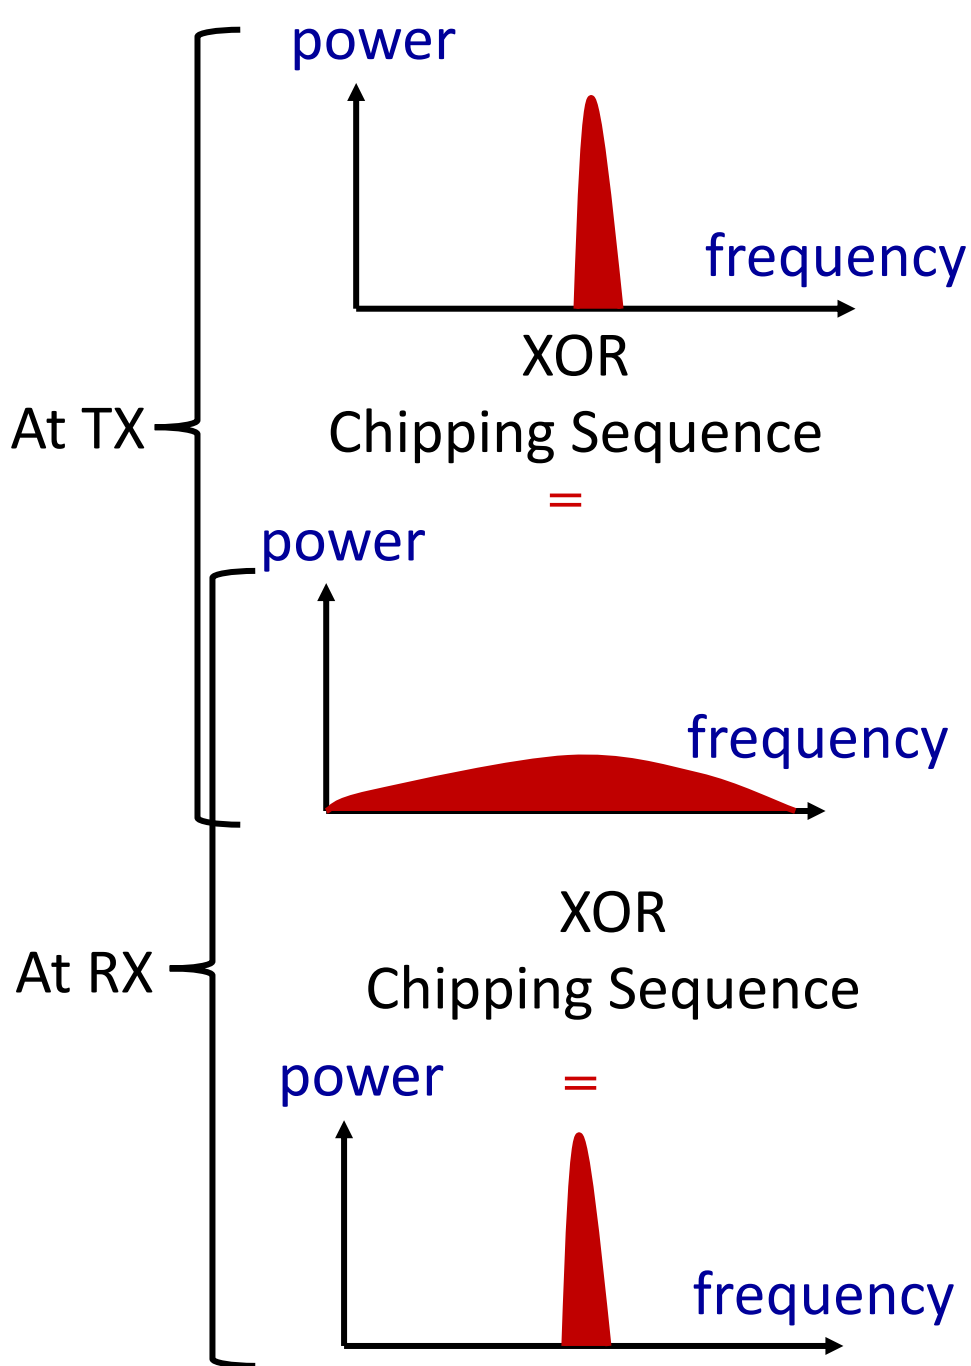 power
frequency
XOR
At TX
Chipping Sequence
=
power
frequency
XOR
At RX
Chipping Sequence
power
=
frequency